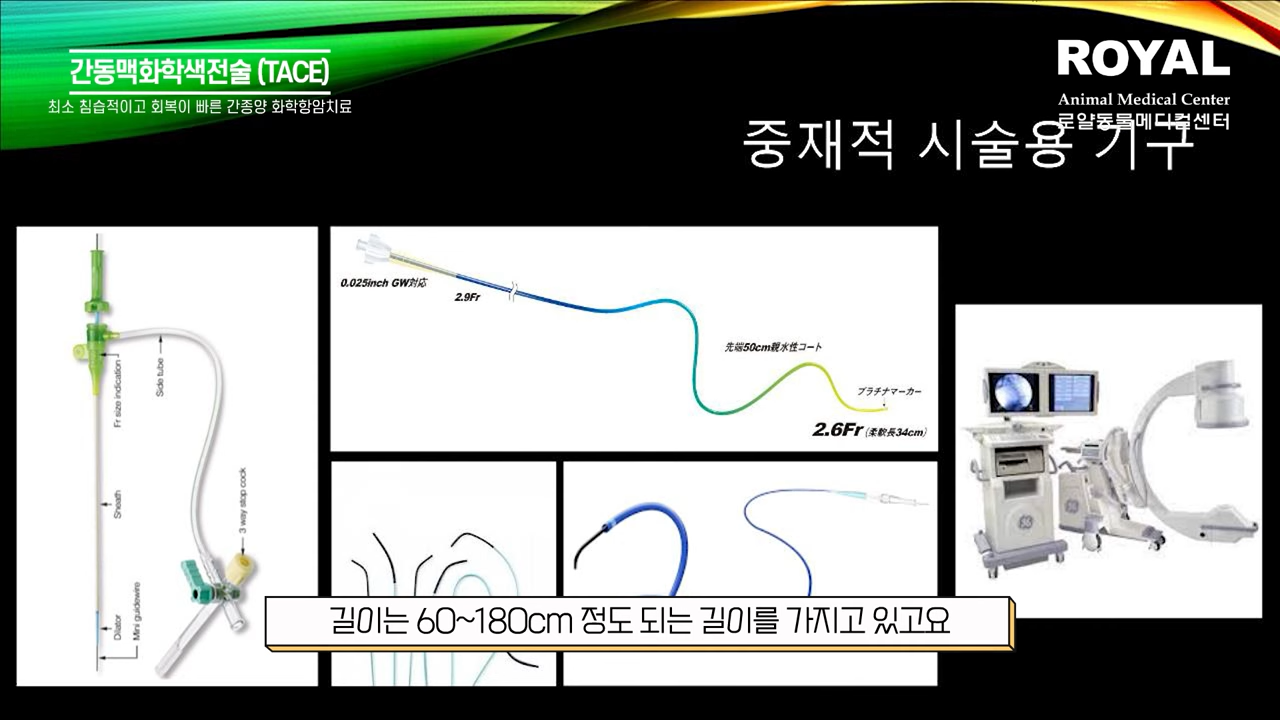 간동맥화학색전술 (TACE)
최소 침습적이고 회복이 빠른 간종양 화학항암치료
ROYAL
Animal Medical Center
로얄동물메디컬센터
중재적 시술용 기구
Fr size indication
Side tube
Sheath
3 way stop cock
Dilator
Mini guidewire
0.025inch GW対応
2.9Fr
先端50cm親水性コート
プラチナマーカー
2.6Fr (柔軟長34cm)
길이는 60~180cm 정도 되는 길이를 가지고 있고요